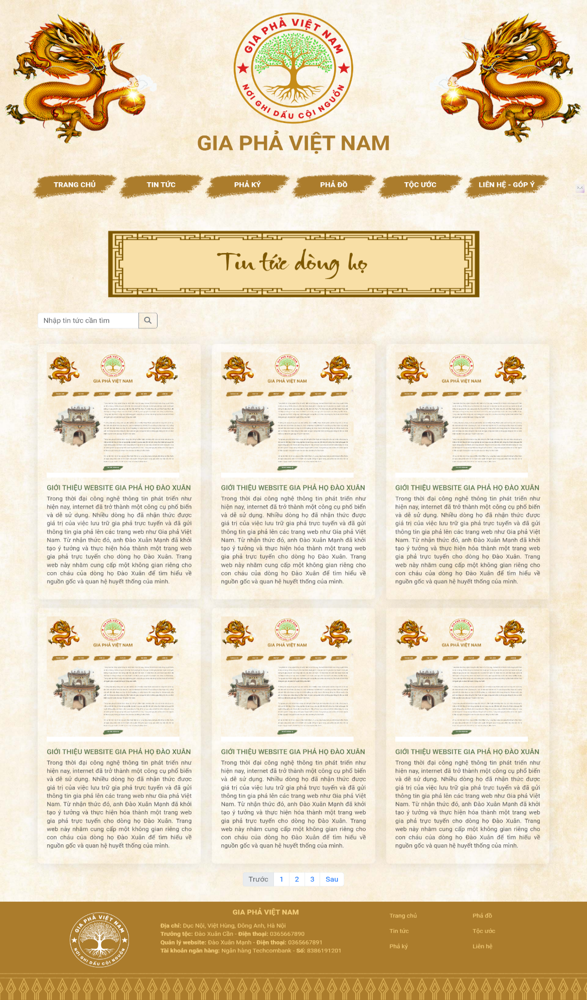 GIA PHẢ VIỆT NAM
NƠI GHI DẤU CỘI NGUỒN
GIA PHẢ VIỆT NAM
TRANG CHỦ
TIN TỨC
PHẢ KÝ
PHẢ ĐỒ
TỘC ƯỚC
LIÊN HỆ - GÓP Ý
Tin tức dòng họ
Nhập tin tức cần tìm
GIA PHẢ VIỆT NAM
GIA PHẢ VIỆT NAM
GIA PHẢ VIỆT NAM
GIỚI THIỆU WEBSITE GIA PHẢ HỌ ĐÀO XUÂN
Trong thời đại công nghệ thông tin phát triển như
hiện nay, internet đã trở thành một công cụ phổ biến
và dễ sử dụng. Nhiều dòng họ đã nhận thức được
giá trị của việc lưu trữ gia phả trực tuyến và đã gửi
thông tin gia phả lên các trang web như Gia phả Việt
Nam. Từ nhận thức đó, anh Đào Xuân Mạnh đã khởi
tạo ý tưởng và thực hiện hóa thành một trang web
gia phả trực tuyến cho dòng họ Đào Xuân. Trang
web này nhằm cung cấp một không gian riêng cho
con cháu của dòng họ Đào Xuân để tìm hiểu về
nguồn gốc và quan hệ huyết thống của mình.
GIỚI THIỆU WEBSITE GIA PHẢ HỌ ĐÀO XUÂN
Trong thời đại công nghệ thông tin phát triển như
hiện nay, internet đã trở thành một công cụ phổ biến
và dễ sử dụng. Nhiều dòng họ đã nhận thức được
giá trị của việc lưu trữ gia phả trực tuyến và đã gửi
thông tin gia phả lên các trang web như Gia phả Việt
Nam. Từ nhận thức đó, anh Đào Xuân Mạnh đã khởi
tạo ý tưởng và thực hiện hóa thành một trang web
gia phả trực tuyến cho dòng họ Đào Xuân. Trang
web này nhằm cung cấp một không gian riêng cho
con cháu của dòng họ Đào Xuân để tìm hiểu về
nguồn gốc và quan hệ huyết thống của mình.
GIỚI THIỆU WEBSITE GIA PHẢ HỌ ĐÀO XUÂN
Trong thời đại công nghệ thông tin phát triển như
hiện nay, internet đã trở thành một công cụ phổ biến
và dễ sử dụng. Nhiều dòng họ đã nhận thức được
giá trị của việc lưu trữ gia phả trực tuyến và đã gửi
thông tin gia phả lên các trang web như Gia phả Việt
Nam. Từ nhận thức đó, anh Đào Xuân Mạnh đã khởi
tạo ý tưởng và thực hiện hóa thành một trang web
gia phả trực tuyến cho dòng họ Đào Xuân. Trang
web này nhằm cung cấp một không gian riêng cho
con cháu của dòng họ Đào Xuân để tìm hiểu về
nguồn gốc và quan hệ huyết thống của mình.
GIA PHẢ VIỆT NAM
GIA PHẢ VIỆT NAM
GIA PHẢ VIỆT NAM
GIỚI THIỆU WEBSITE GIA PHẢ HỌ ĐÀO XUÂN
Trong thời đại công nghệ thông tin phát triển như
hiện nay, internet đã trở thành một công cụ phổ biến
và dễ sử dụng. Nhiều dòng họ đã nhận thức được
giá trị của việc lưu trữ gia phả trực tuyến và đã gửi
thông tin gia phả lên các trang web như Gia phả Việt
Nam. Từ nhận thức đó, anh Đào Xuân Mạnh đã khởi
tạo ý tưởng và thực hiện hóa thành một trang web
gia phả trực tuyến cho dòng họ Đào Xuân. Trang
web này nhằm cung cấp một không gian riêng cho
con cháu của dòng họ Đào Xuân để tìm hiểu về
nguồn gốc và quan hệ huyết thống của mình.
GIỚI THIỆU WEBSITE GIA PHẢ HỌ ĐÀO XUÂN
Trong thời đại công nghệ thông tin phát triển như
hiện nay, internet đã trở thành một công cụ phổ biến
và dễ sử dụng. Nhiều dòng họ đã nhận thức được
giá trị của việc lưu trữ gia phả trực tuyến và đã gửi
thông tin gia phả lên các trang web như Gia phả Việt
Nam. Từ nhận thức đó, anh Đào Xuân Mạnh đã khởi
tạo ý tưởng và thực hiện hóa thành một trang web
gia phả trực tuyến cho dòng họ Đào Xuân. Trang
web này nhằm cung cấp một không gian riêng cho
con cháu của dòng họ Đào Xuân để tìm hiểu về
nguồn gốc và quan hệ huyết thống của mình.
GIỚI THIỆU WEBSITE GIA PHẢ HỌ ĐÀO XUÂN
Trong thời đại công nghệ thông tin phát triển như
hiện nay, internet đã trở thành một công cụ phổ biến
và dễ sử dụng. Nhiều dòng họ đã nhận thức được
giá trị của việc lưu trữ gia phả trực tuyến và đã gửi
thông tin gia phả lên các trang web như Gia phả Việt
Nam. Từ nhận thức đó, anh Đào Xuân Mạnh đã khởi
tạo ý tưởng và thực hiện hóa thành một trang web
gia phả trực tuyến cho dòng họ Đào Xuân. Trang
web này nhằm cung cấp một không gian riêng cho
con cháu của dòng họ Đào Xuân để tìm hiểu về
nguồn gốc và quan hệ huyết thống của mình.
Trước 1 2 3 Sau
GIA PHẢ VIỆT NAM
NƠI GHI DẤU CỘI NGUỒN
GIA PHẢ VIỆT NAM
Địa chỉ: Dục Nội, Việt Hùng, Đông Anh, Hà Nội
Trưởng tộc: Đào Xuân Cần - Điện thoại: 0365667890
Quản lý website: Đào Xuân Mạnh - Điện thoại: 0365667891
Tài khoản ngân hàng: Ngân hàng Techcombank - Số: 8386191201
Trang chủ
Tin tức
Phả ký
Phả đồ
Tộc ước
Liên hệ